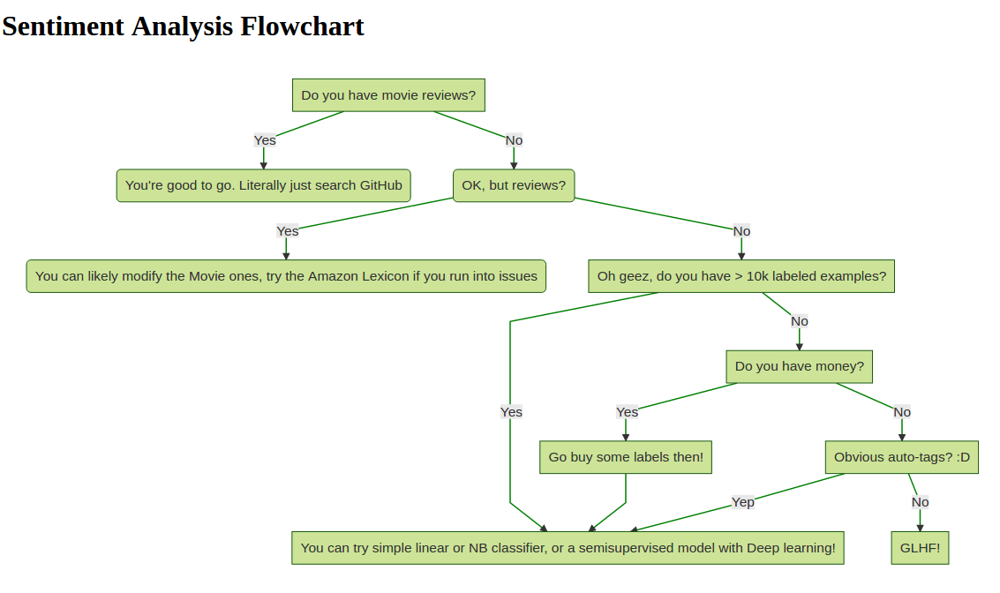 Sentiment Analysis Flowchart
Do you have movie reviews?
Yes
No
You're good to go. Literally just search GitHub
OK, but reviews?
Yes
No
You can likely modify the Movie ones, try the Amazon Lexicon if you run into issues
Oh geez, do you have > 10k labeled examples?
No
Do you have money?
Yes
Yes
No
Go buy some labels then!
Obvious auto-tags? :D
Yep
No
You can try simple linear or NB classifier, or a semisupervised model with Deep learning!
GLHF!